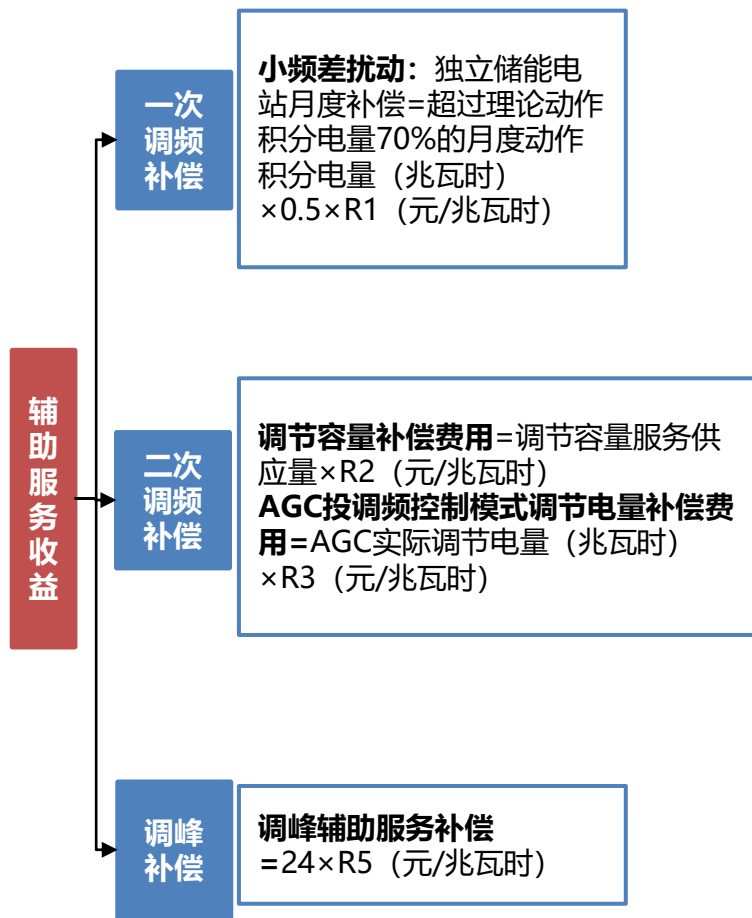 辅助服务收益
一次
调频
补偿
小频差扰动：独立储能电
站月度补偿=超过理论动作
积分电量70%的月度动作
积分电量（兆瓦时）
×0.5×R1（元/兆瓦时）
二次
调频
补偿
调节容量补偿费用=调节容量服务供
应量×R2（元/兆瓦时）
AGC投调频控制模式调节电量补偿费
用=AGC实际调节电量（兆瓦时）
×R3（元/兆瓦时）
调峰
补偿
调峰辅助服务补偿
=24×R5（元/兆瓦时）